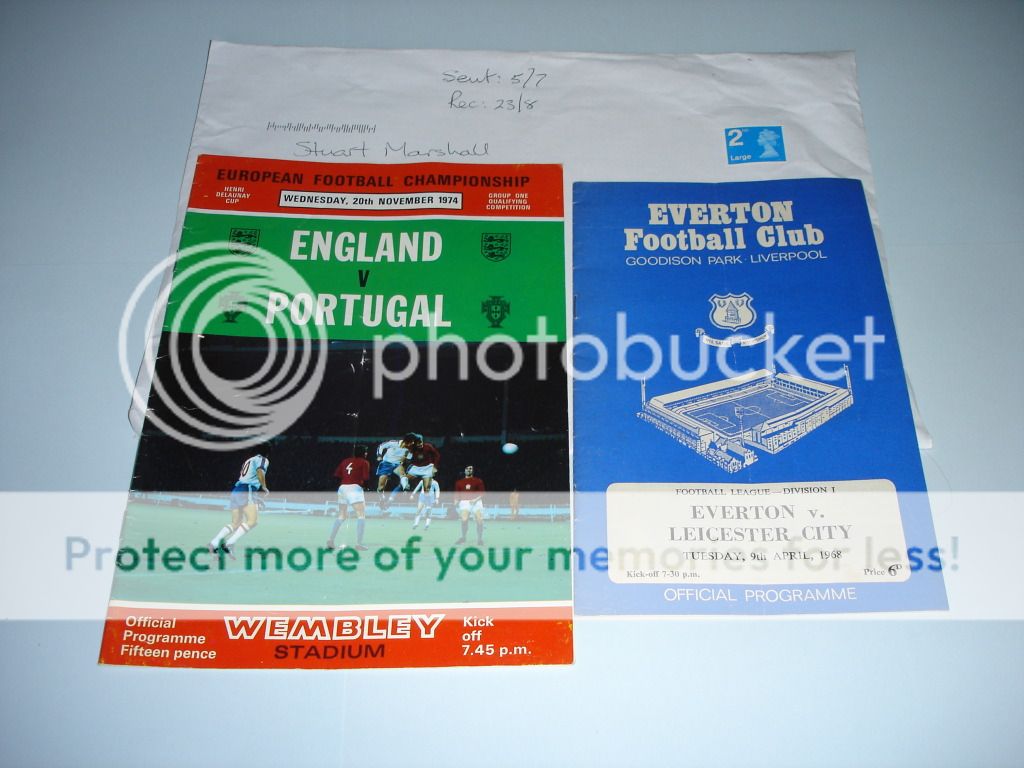 Sent: 5/7
Rec: 23/8
Stuart Marshall
2ND
Large
EUROPEAN FOOTBALL CHAMPIONSHIP
HENRI
DELAUNAY
CUP
WEDNESDAY, 20th NOVEMBER 1974
GROUP ONE
QUALIFYING
COMPETITION
ENGLAND
V
PORTUGAL
10
4
Official
Programme
Fifteen pence
WEMBLEY
STADIUM
Kick
off
7.45 p.m.
EVERTON
Football Club
GOODISON PARK · LIVERPOOL
FOOTBALL LEAGUE—DIVISION I
EVERTON v.
LEICESTER CITY
TUESDAY, 9th APRIL, 1968
Kick-off 7-30 p.m.
Price 6D
OFFICIAL PROGRAMME
photobucket
Protect more of your memories for less!